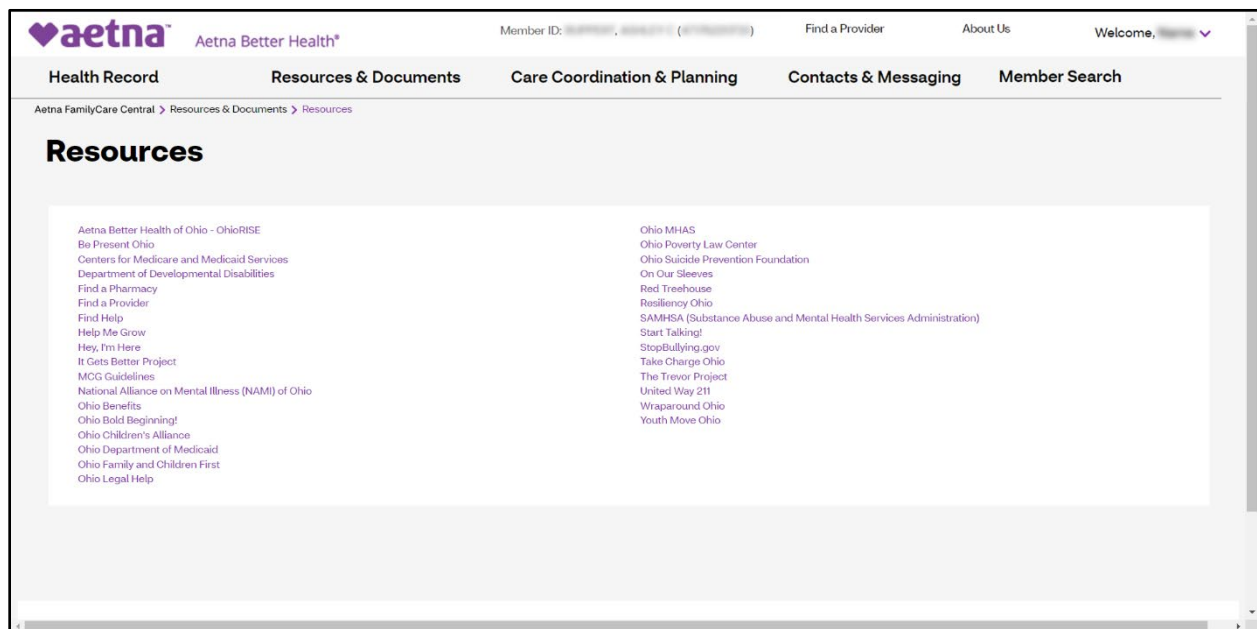 aetna™
Aetna Better Health®
Member ID: , ( )
Find a Provider
About Us
Welcome,
Health Record
Resources & Documents
Care Coordination & Planning
Contacts & Messaging
Member Search
Aetna FamilyCare Central > Resources & Documents > Resources
Resources
Aetna Better Health of Ohio - OhioRISE
Be Present Ohio
Centers for Medicare and Medicaid Services
Department of Developmental Disabilities
Find a Pharmacy
Find a Provider
Find Help
Help Me Grow
Hey, I'm Here
It Gets Better Project
MCG Guidelines
National Alliance on Mental Illness (NAMI) of Ohio
Ohio Benefits
Ohio Bold Beginning!
Ohio Children's Alliance
Ohio Department of Medicaid
Ohio Family and Children First
Ohio Legal Help
Ohio MHAS
Ohio Poverty Law Center
Ohio Suicide Prevention Foundation
On Our Sleeves
Red Treehouse
Resiliency Ohio
SAMHSA (Substance Abuse and Mental Health Services Administration)
Start Talking!
StopBullying.gov
Take Charge Ohio
The Trevor Project
United Way 211
Wraparound Ohio
Youth Move Ohio